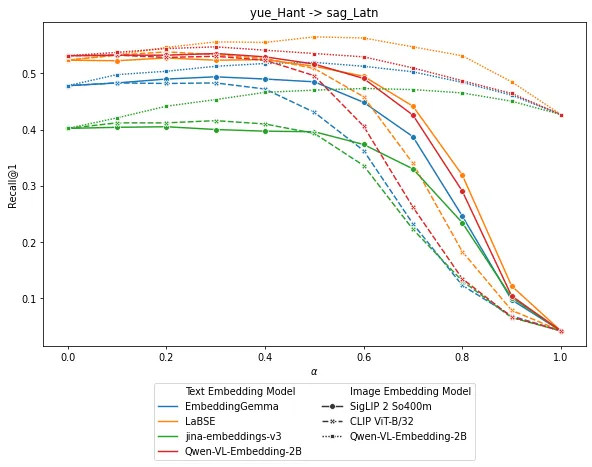 yue_Hant -> sag_Latn
Recall@1
0.5
0.4
0.3
0.2
0.1
0.0 0.2 0.4 0.6 0.8 1.0
α
Text Embedding Model
EmbeddingGemma
LaBSE
jina-embeddings-v3
Qwen-VL-Embedding-2B
Image Embedding Model
SigLIP 2 So400m
CLIP ViT-B/32
Qwen-VL-Embedding-2B